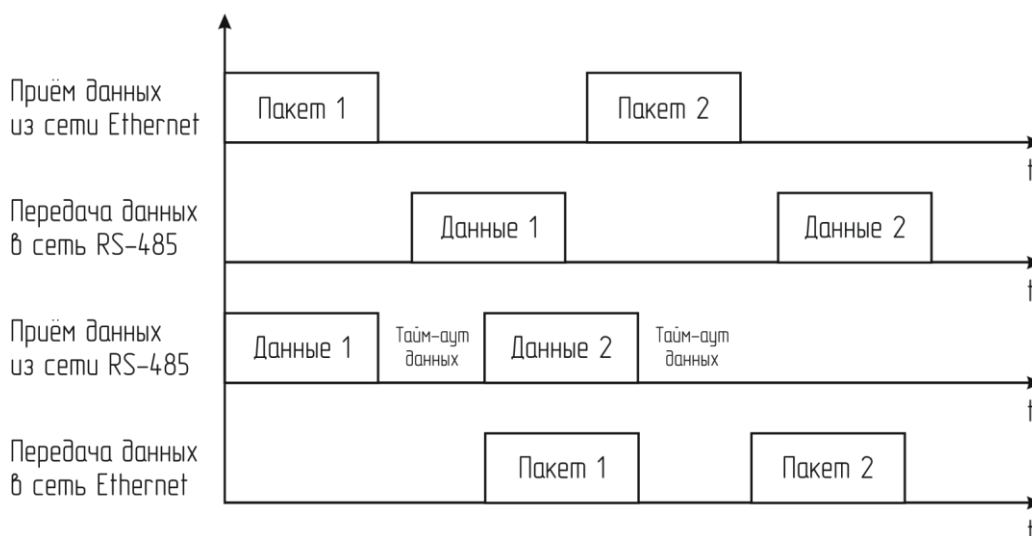 Приём данных
из сети Ethernet
Пакет 1
Пакет 2
t
Передача данных
в сеть RS-485
Данные 1
Данные 2
t
Приём данных
из сети RS-485
Данные 1
Тайм-аут
данных
Данные 2
Тайм-аут
данных
t
Передача данных
в сеть Ethernet
Пакет 1
Пакет 2
t